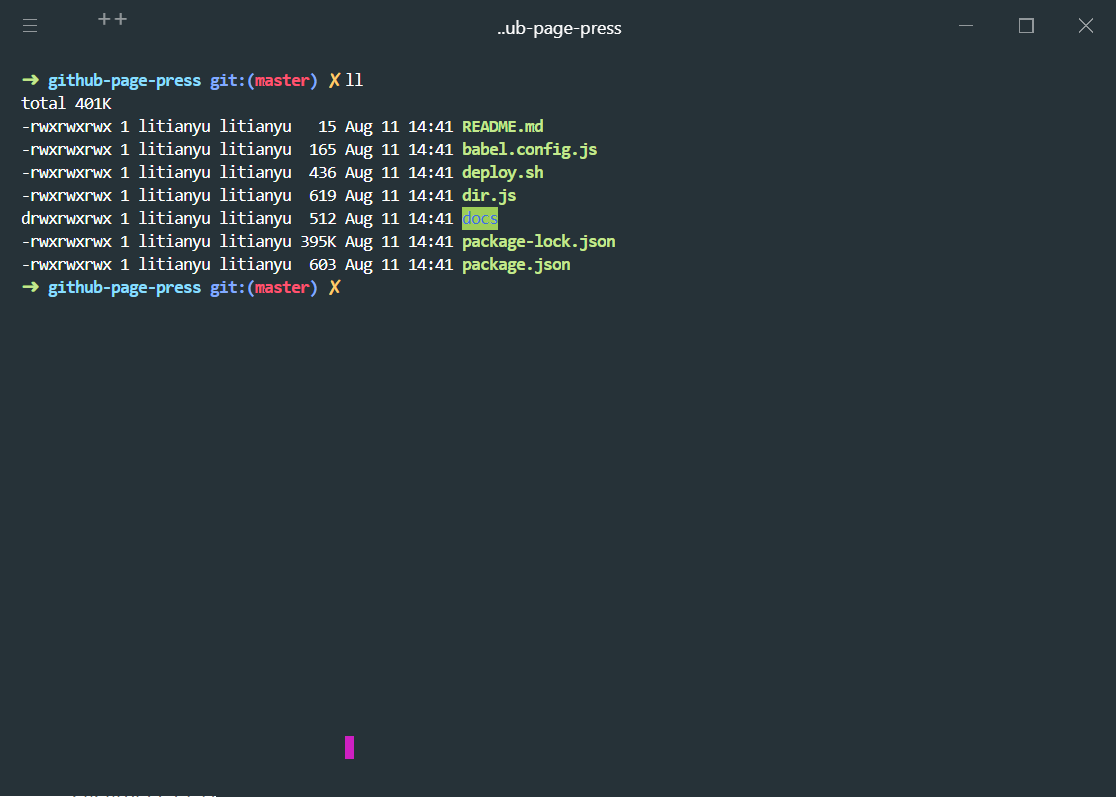 ++
..ub-page-press
➜ github-page-press git:(master) ✗ ll
total 401K
-rwxrwxrwx 1 litianyu litianyu   15 Aug 11 14:41 README.md
-rwxrwxrwx 1 litianyu litianyu  165 Aug 11 14:41 babel.config.js
-rwxrwxrwx 1 litianyu litianyu  436 Aug 11 14:41 deploy.sh
-rwxrwxrwx 1 litianyu litianyu  619 Aug 11 14:41 dir.js
drwxrwxrwx 1 litianyu litianyu  512 Aug 11 14:41 docs
-rwxrwxrwx 1 litianyu litianyu 395K Aug 11 14:41 package-lock.json
-rwxrwxrwx 1 litianyu litianyu  603 Aug 11 14:41 package.json
➜ github-page-press git:(master) ✗